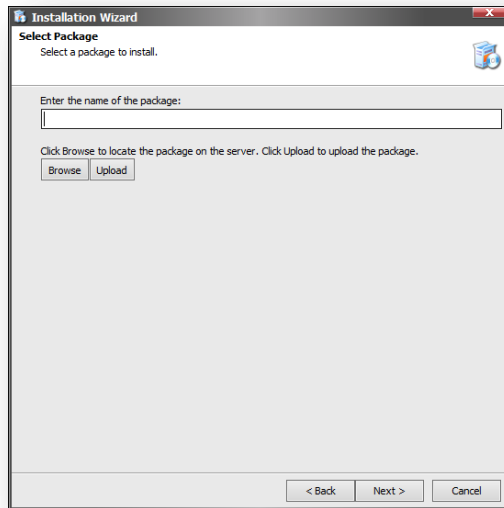 Installation Wizard
Select Package
Select a package to install.
Enter the name of the package:
Click Browse to locate the package on the server. Click Upload to upload the package.
Browse Upload
< Back Next > Cancel